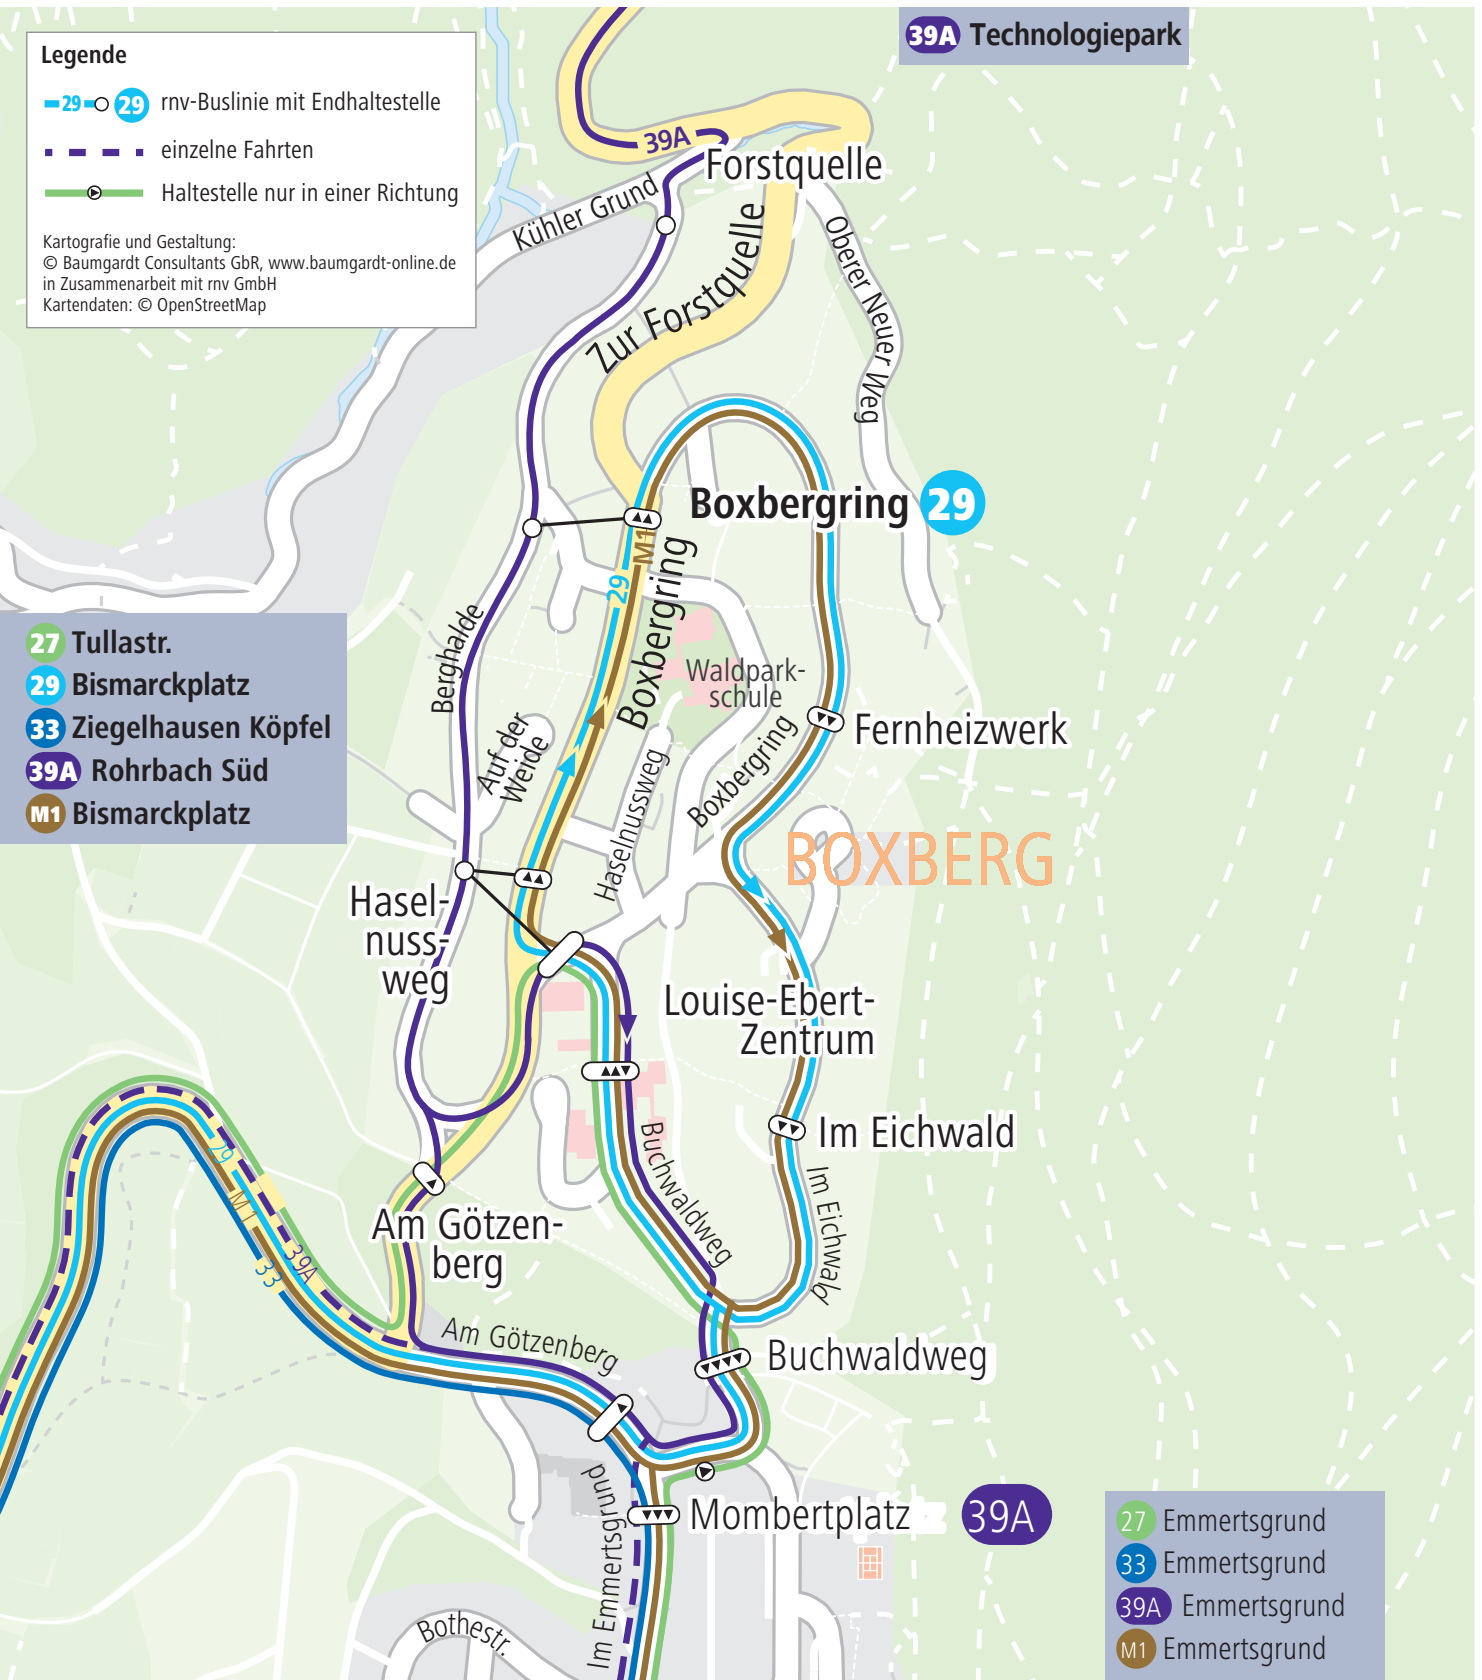 Legende
29 29 rnv-Buslinie mit Endhaltestelle
einzelne Fahrten
Haltestelle nur in einer Richtung
Kartografie und Gestaltung:
© Baumgardt Consultants GbR, www.baumgardt-online.de
in Zusammenarbeit mit rnv GmbH
Kartendaten: © OpenStreetMap
39A Technologiepark
39A
Forstquelle
Kühler Grund
Zur Forstquelle
Oberer Neuer Weg
Boxbergring 29
M1
29
Boxbergring
27 Tullastr.
29 Bismarckplatz
33 Ziegelhausen Köpfel
39A Rohrbach Süd
M1 Bismarckplatz
Berghalde
Waldpark-
schule
Auf der
Weide
Haselnussweg
Boxbergring
Fernheizwerk
BOXBERG
Hasel-
nuss-
weg
Louise-Ebert-
Zentrum
Im Eichwald
Buchwaldweg
Im Eichwald
29
M1
39A
33
Am Götzen-
berg
Am Götzenberg
Buchwaldweg
Mombertplatz 39A
Im Emmertsgrund
Bothestr.
27 Emmertsgrund
33 Emmertsgrund
39A Emmertsgrund
M1 Emmertsgrund